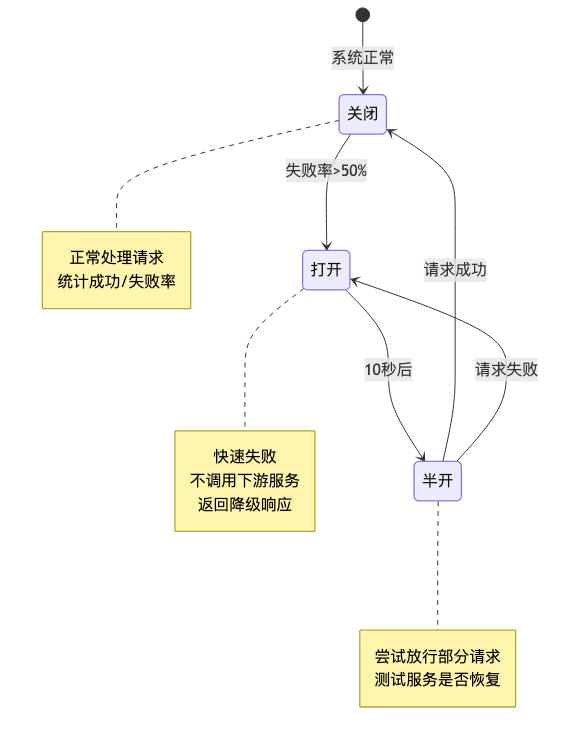 系统正常
关闭
失败率>50%
正常处理请求
统计成功/失败率
打开
请求成功
10秒后
请求失败
快速失败
不调用下游服务
返回降级响应
半开
尝试放行部分请求
测试服务是否恢复